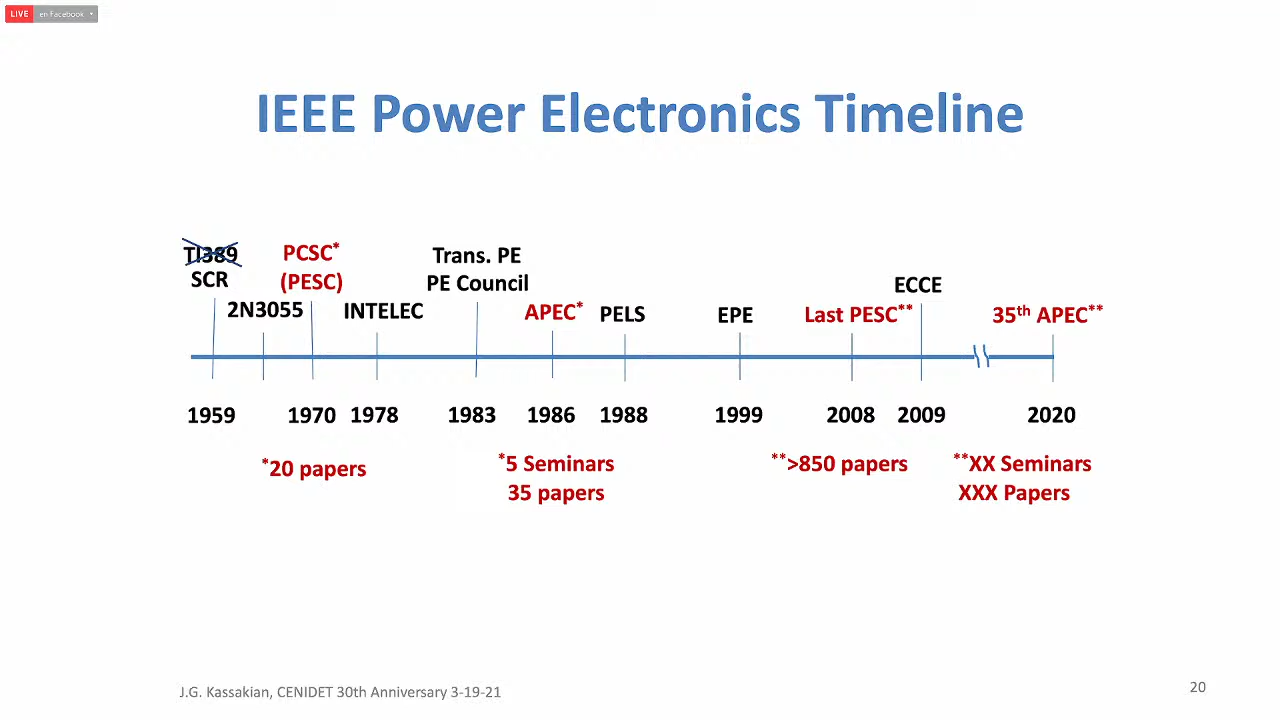 LIVE en Facebook
IEEE Power Electronics Timeline
TI389
SCR
2N3055
PCSC*
(PESC)
INTELEC
Trans. PE
PE Council
APEC*
PELS
EPE
Last PESC**
ECCE
35th APEC**
1959
1970
1978
1983
1986
1988
1999
2008
2009
2020
*20 papers
*5 Seminars
35 papers
**>850 papers
**XX Seminars
XXX Papers
J.G. Kassakian, CENIDET 30th Anniversary 3-19-21
20